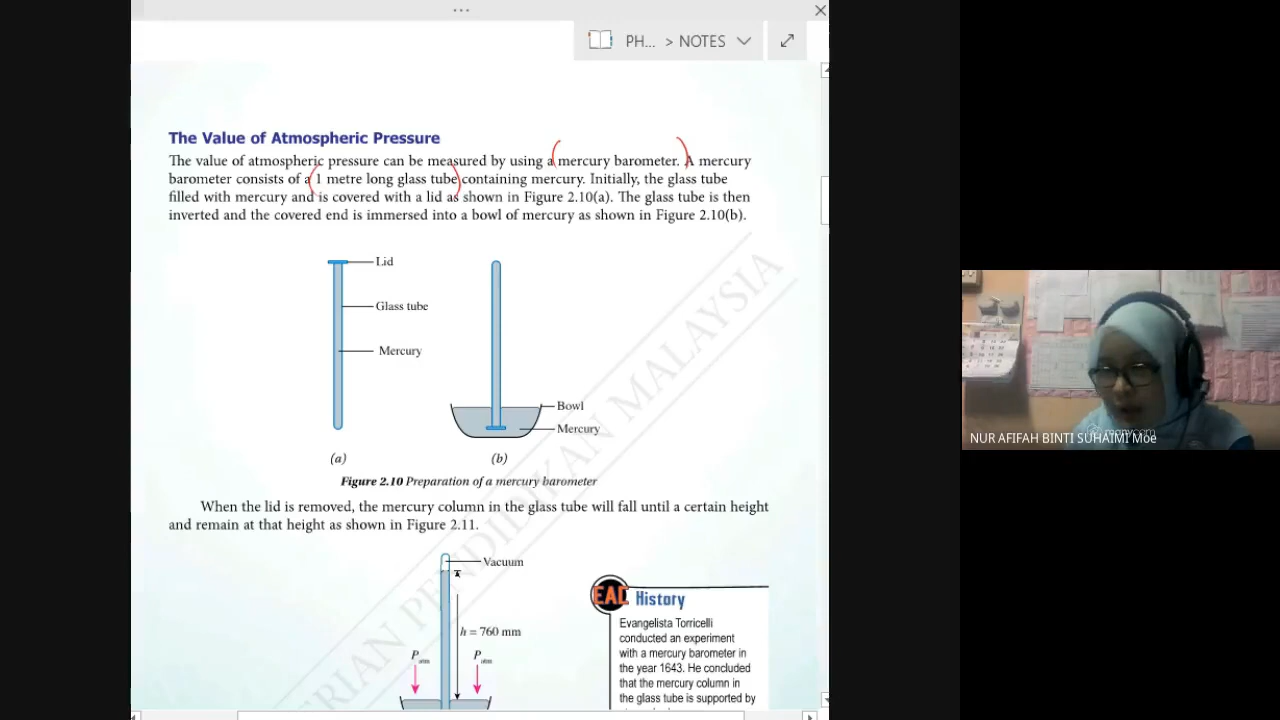 PH... > NOTES
The Value of Atmospheric Pressure
The value of atmospheric pressure can be measured by using a mercury barometer. A mercury
barometer consists of a 1 metre long glass tube containing mercury. Initially, the glass tube
filled with mercury and is covered with a lid as shown in Figure 2.10(a). The glass tube is then
inverted and the covered end is immersed into a bowl of mercury as shown in Figure 2.10(b).
Lid
Glass tube
Mercury
Bowl
Mercury
(a)
(b)
Figure 2.10 Preparation of a mercury barometer
When the lid is removed, the mercury column in the glass tube will fall until a certain height
and remain at that height as shown in Figure 2.11.
Vacuum
h = 760 mm
Patm
Patm
History
Evangelista Torricelli
conducted an experiment
with a mercury barometer in
the year 1643. He concluded
that the mercury column in
the glass tube is supported by
ERIAN PENDIDIKAN MALAYSIA
NUR AFIFAH BINTI SUHAIMI Moe